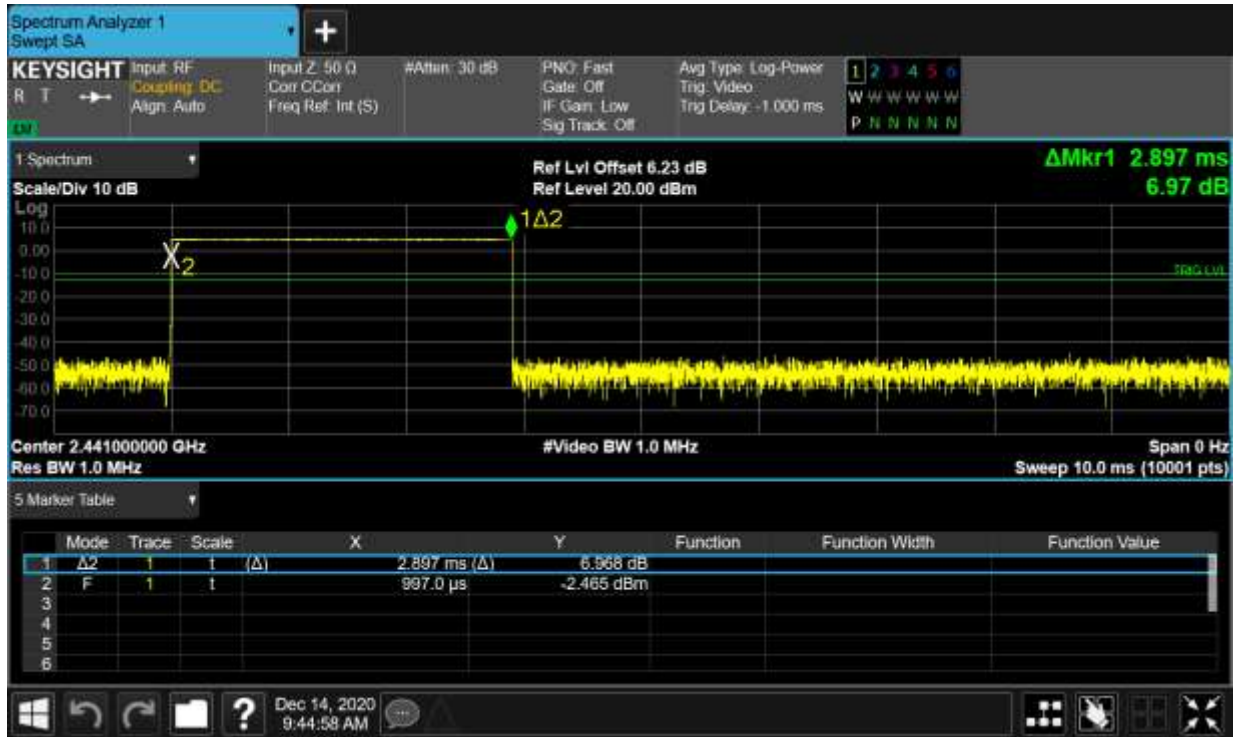 Spectrum Analyzer 1
Swept SA
KEYSIGHT
R T
Input: RF
Coupling: DC
Align: Auto
Input Z: 50 Ω
Corr CCorr
Freq Ref: Int (S)
#Atten: 30 dB
PNO: Fast
Gate: Off
IF Gain: Low
Sig Track: Off
Avg Type: Log-Power
Trig: Video
Trig Delay: -1.000 ms
1 2 3 4 5 6
W W W W W W
P N N N N N
1 Spectrum
Scale/Div 10 dB
Ref Lvl Offset 6.23 dB
Ref Level 20.00 dBm
ΔMkr1 2.897 ms
6.97 dB
Log
10.0
0.00
-10.0
-20.0
-30.0
-40.0
-50.0
-60.0
-70.0
1Δ2
X2
TRIG LVL
Center 2.441000000 GHz
#Video BW 1.0 MHz
Span 0 Hz
Res BW 1.0 MHz
Sweep 10.0 ms (10001 pts)
5 Marker Table
Mode Trace Scale X Y Function Function Width Function Value
1 Δ2 1 t (Δ) 2.897 ms (Δ) 6.968 dB
2 F 1 t 997.0 µs -2.465 dBm
3
4
5
6
?
Dec 14, 2020
9:44:58 AM